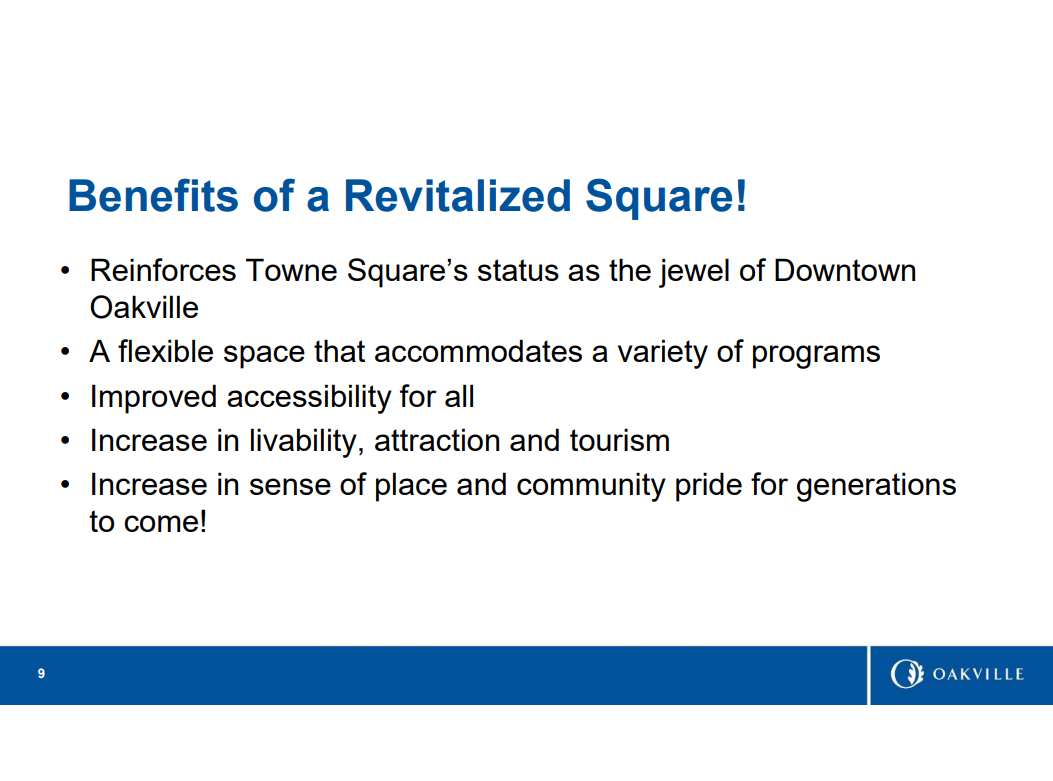 Benefits of a Revitalized Square!
• Reinforces Towne Square’s status as the jewel of Downtown
Oakville
• A flexible space that accommodates a variety of programs
• Improved accessibility for all
• Increase in livability, attraction and tourism
• Increase in sense of place and community pride for generations
to come!
9
OAKVILLE